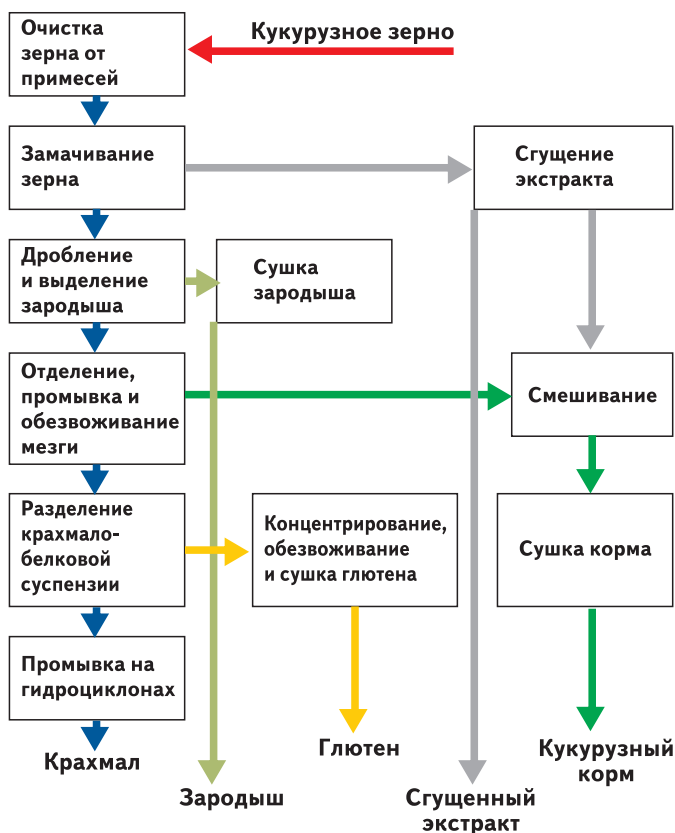 Очистка
зерна от
примесей
Кукурузное зерно
Замачивание
зерна
Сгущение
экстракта
Дробление
и выделение
зародыша
Сушка
зародыша
Отделение,
промывка и
обезвоживание
мезги
Смешивание
Разделение
крахмало-
белковой
суспензии
Концентрирование,
обезвоживание
и сушка глютена
Сушка корма
Промывка на
гидроциклонах
Крахмал
Глютен
Кукурузный
корм
Зародыш
Сгущенный
экстракт